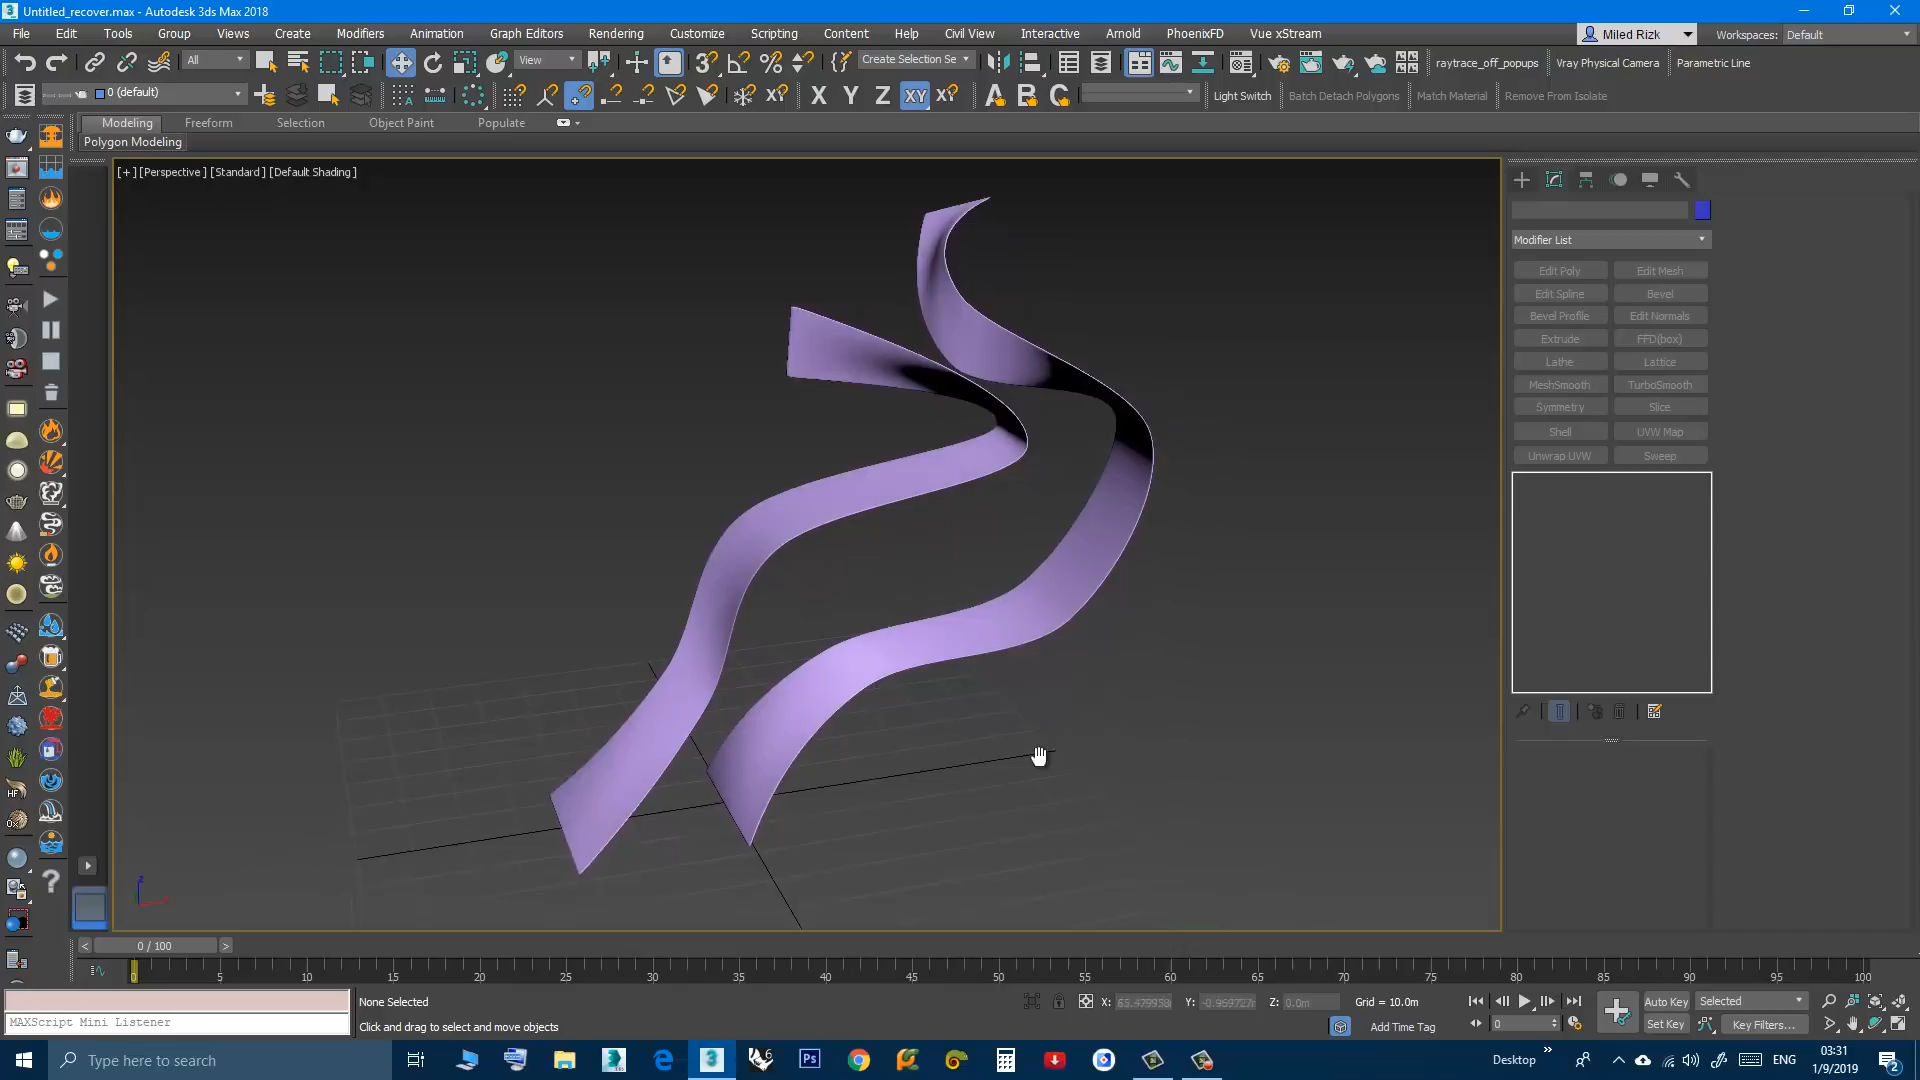 Untitled_recover.max - Autodesk 3ds Max 2018
File Edit Tools Group Views Create Modifiers Animation Graph Editors Rendering Customize Scripting Content Help Civil View Interactive Arnold PhoenixFD Vue xStream Miled Rizk Workspaces: Default
All View Create Selection Se raytrace_off_popups Vray Physical Camera Parametric Line
0 (default) X Y Z XY XY A B C Light Switch Batch Detach Polygons Match Material Remove From Isolate
Modeling Freeform Selection Object Paint Populate
Polygon Modeling
[+] [Perspective] [Standard] [Default Shading]
Modifier List
Edit Poly Edit Mesh
Edit Spline Bevel
Bevel Profile Edit Normals
Extrude FFD(box)
Lathe Lattice
MeshSmooth TurboSmooth
Symmetry Slice
Shell UVW Map
Unwrap UVW Sweep
< 0 / 100 >
0 5 10 15 20 25 30 35 40 45 50 55 60 65 70 75 80 85 90 95 100
None Selected X: Y: Z: 0.0m Grid = 10.0m Auto Key Selected
MAXScript Mini Listener Click and drag to select and move objects Add Time Tag 0 Set Key Key Filters...
Type here to search Desktop ENG 03:31
1/9/2019